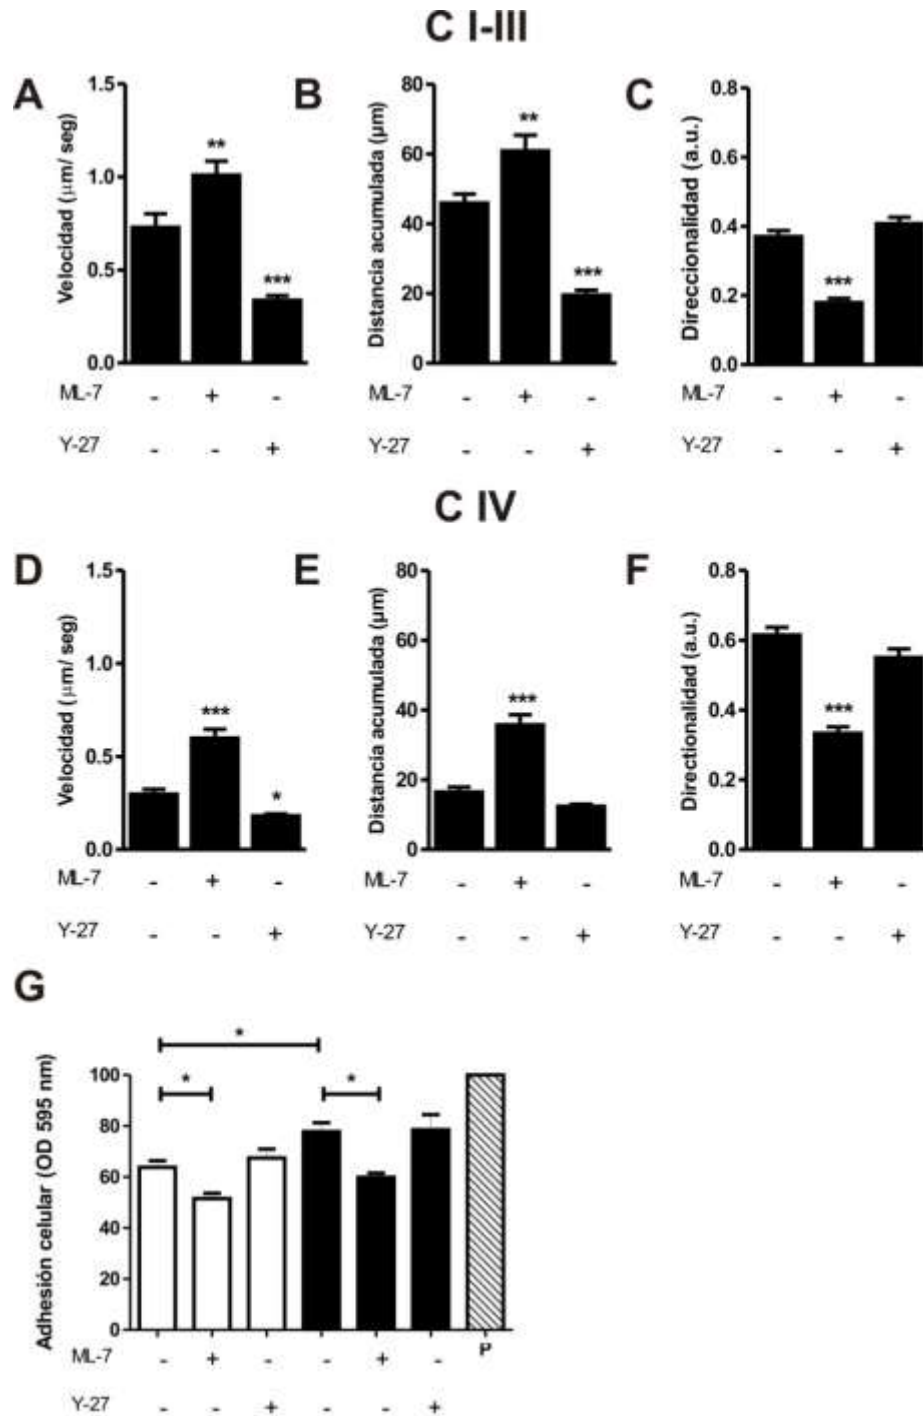 C I-III
A
Velocidad (µm/ seg)
1.5
1.0
0.5
0.0
**
***
ML-7 - + -
Y-27 - - +
B
Distancia acumulada (µm)
80
60
40
20
0
**
***
ML-7 - + -
Y-27 - - +
C
Direccionalidad (a.u.)
0.8
0.6
0.4
0.2
0.0
***
ML-7 - + -
Y-27 - - +
C IV
D
Velocidad (µm/ seg)
1.5
1.0
0.5
0.0
***
*
ML-7 - + -
Y-27 - - +
E
Distancia acumulada (µm)
80
60
40
20
0
***
ML-7 - + -
Y-27 - - +
F
Directionalidad (a.u.)
0.8
0.6
0.4
0.2
0.0
***
ML-7 - + -
Y-27 - - +
G
Adhesión celular (OD 595 nm)
100
80
60
40
20
0
*
*
*
P
ML-7 - + - - + -
Y-27 - - + - - +